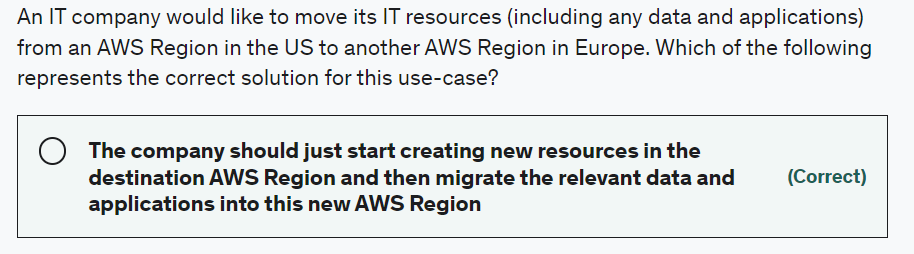 An IT company would like to move its IT resources (including any data and applications)
from an AWS Region in the US to another AWS Region in Europe. Which of the following
represents the correct solution for this use-case?
The company should just start creating new resources in the
destination AWS Region and then migrate the relevant data and
applications into this new AWS Region
(Correct)